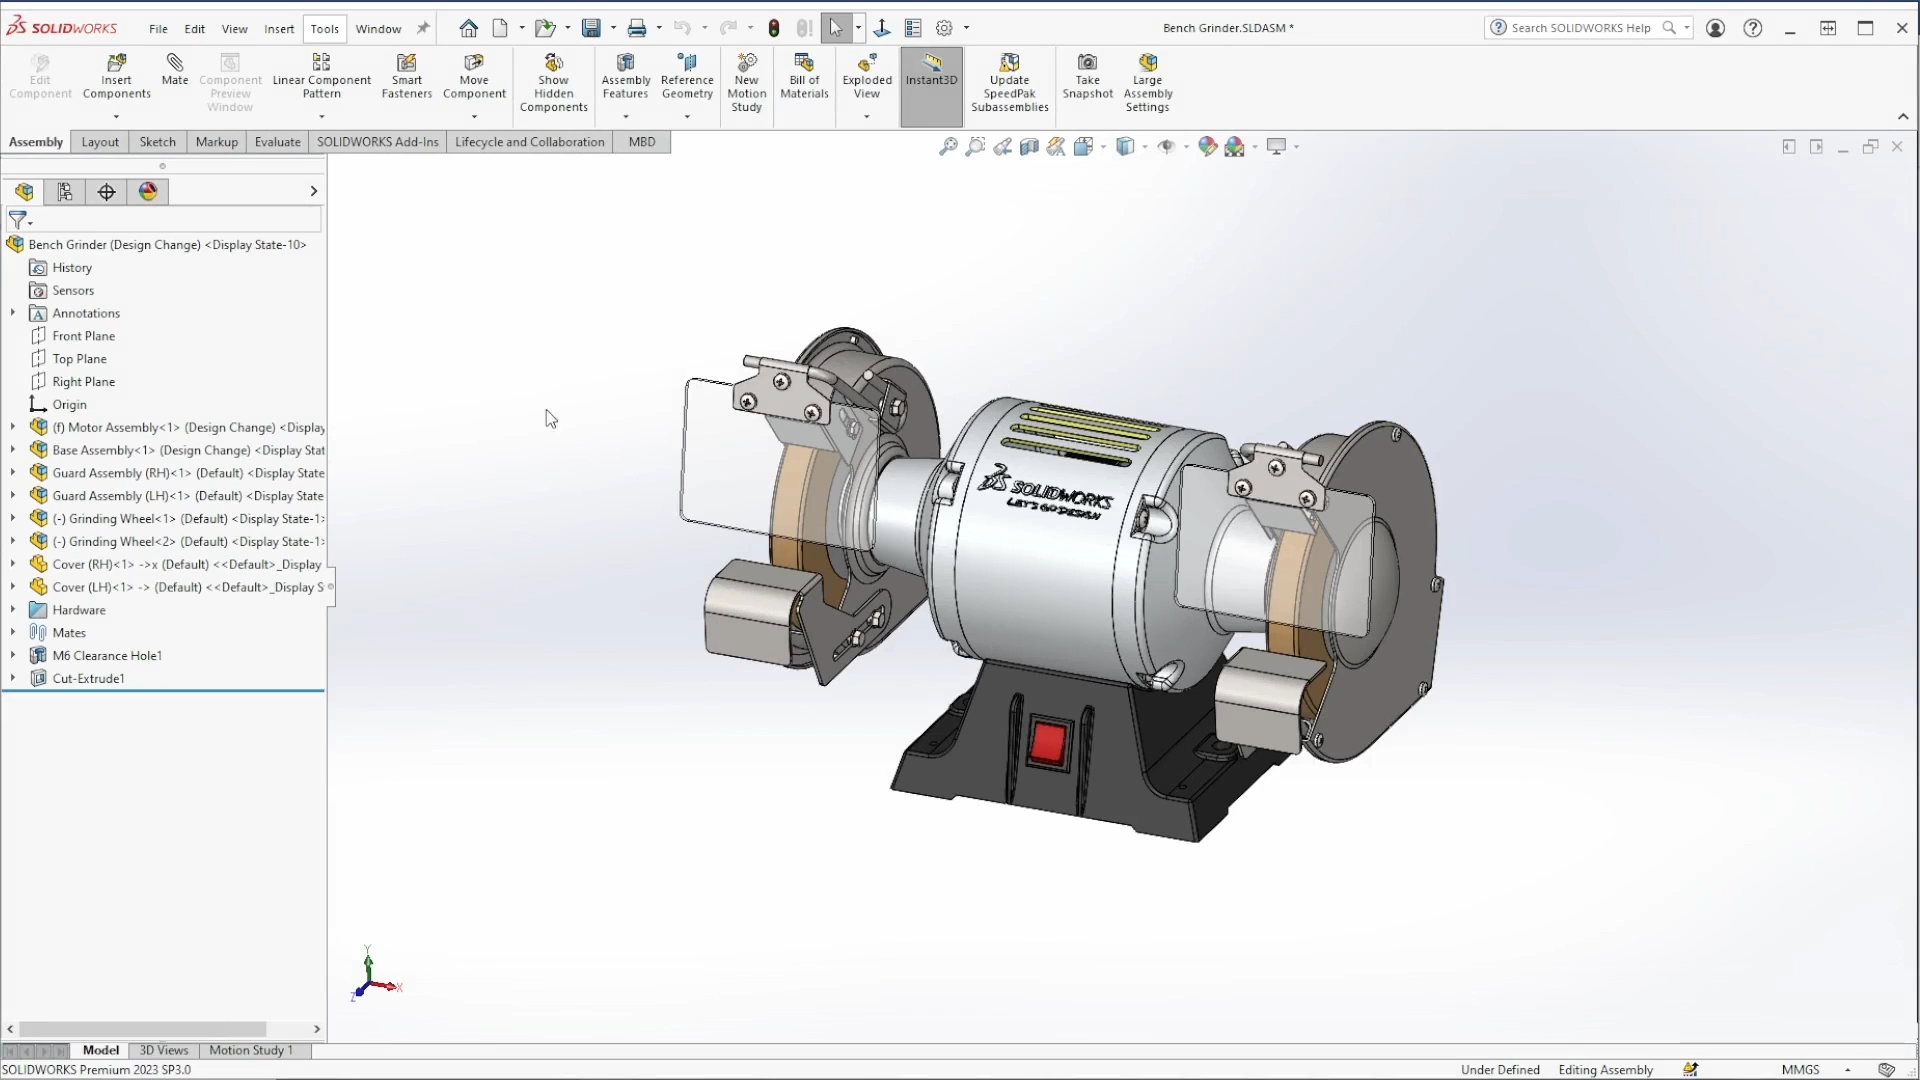 SOLIDWORKS File Edit View Insert Tools Window Bench Grinder.SLDASM * Search SOLIDWORKS Help
Edit Component
Insert Components
Mate
Component Preview Window
Linear Component Pattern
Smart Fasteners
Move Component
Show Hidden Components
Assembly Features
Reference Geometry
New Motion Study
Bill of Materials
Exploded View
Instant3D
Update SpeedPak Subassemblies
Take Snapshot
Large Assembly Settings
Assembly Layout Sketch Markup Evaluate SOLIDWORKS Add-Ins Lifecycle and Collaboration MBD
Bench Grinder (Design Change) <Display State-10>
History
Sensors
Annotations
Front Plane
Top Plane
Right Plane
Origin
(f) Motor Assembly<1> (Design Change) <Display
Base Assembly<1> (Design Change) <Display Stat
Guard Assembly (RH)<1> (Default) <Display State
Guard Assembly (LH)<1> (Default) <Display State
(-) Grinding Wheel<1> (Default) <Display State-1>
(-) Grinding Wheel<2> (Default) <Display State-1>
Cover (RH)<1> ->x (Default) <<Default>_Display
Cover (LH)<1> -> (Default) <<Default>_Display S
Hardware
Mates
M6 Clearance Hole1
Cut-Extrude1
SOLIDWORKS
LET'S GO DESIGN
Y
X
Z
Model 3D Views Motion Study 1
SOLIDWORKS Premium 2023 SP3.0 Under Defined Editing Assembly MMGS